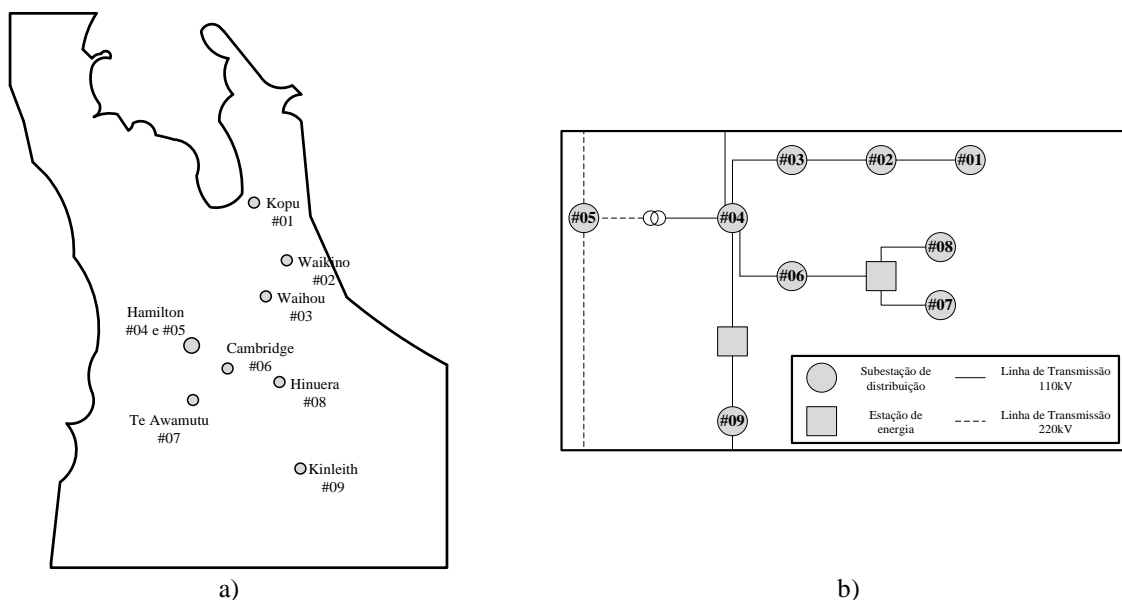 Kopu
#01
Waikino
#02
Waihou
#03
Hamilton
#04 e #05
Cambridge
#06
Hinuera
#08
Te Awamutu
#07
Kinleith
#09
a)
#03
#02
#01
#05
#04
#08
#06
#07
#09
Subestação de
distribuição
Linha de Transmissão
110kV
Estação de
energia
Linha de Transmissão
220kV
b)